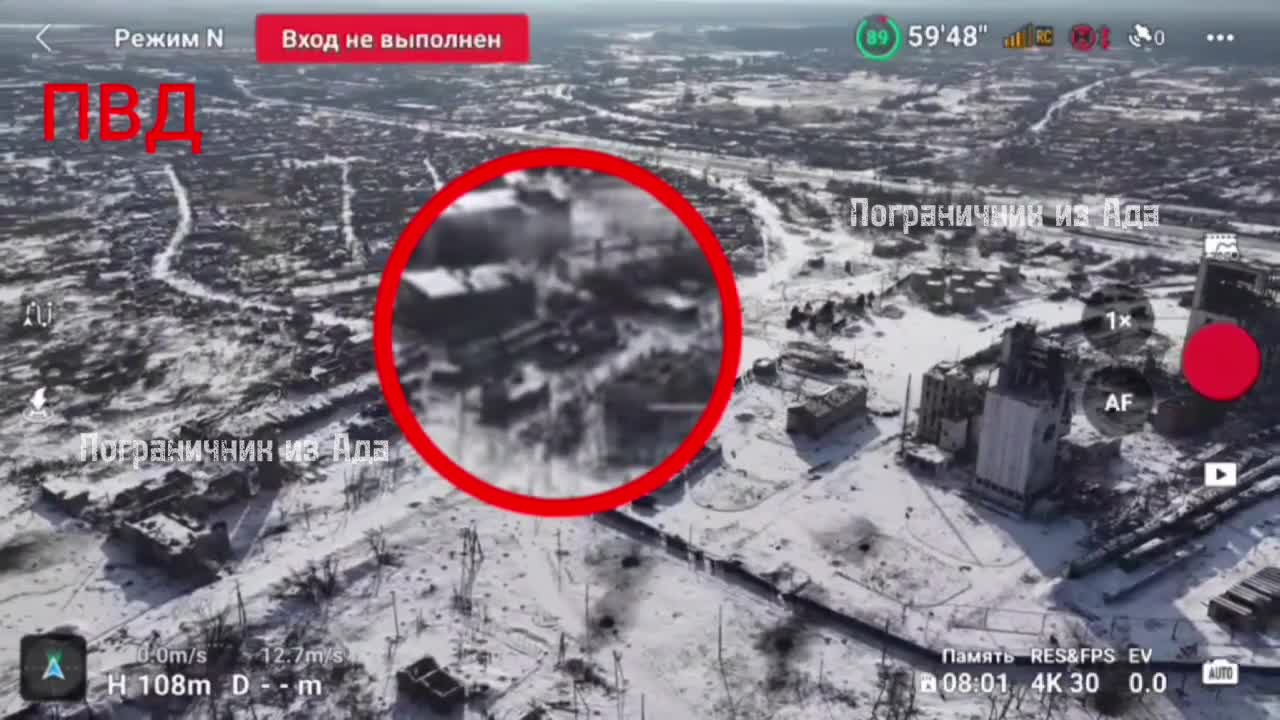 Режим N
Вход не выполнен
89
59'48"
RC
0
ПВД
Пограничник из Ада
1×
AF
Пограничник из Ада
0.0m/s 12.7m/s
H 108m D - - m
Память RES&FPS EV
08:01 4K 30 0.0
AUTO